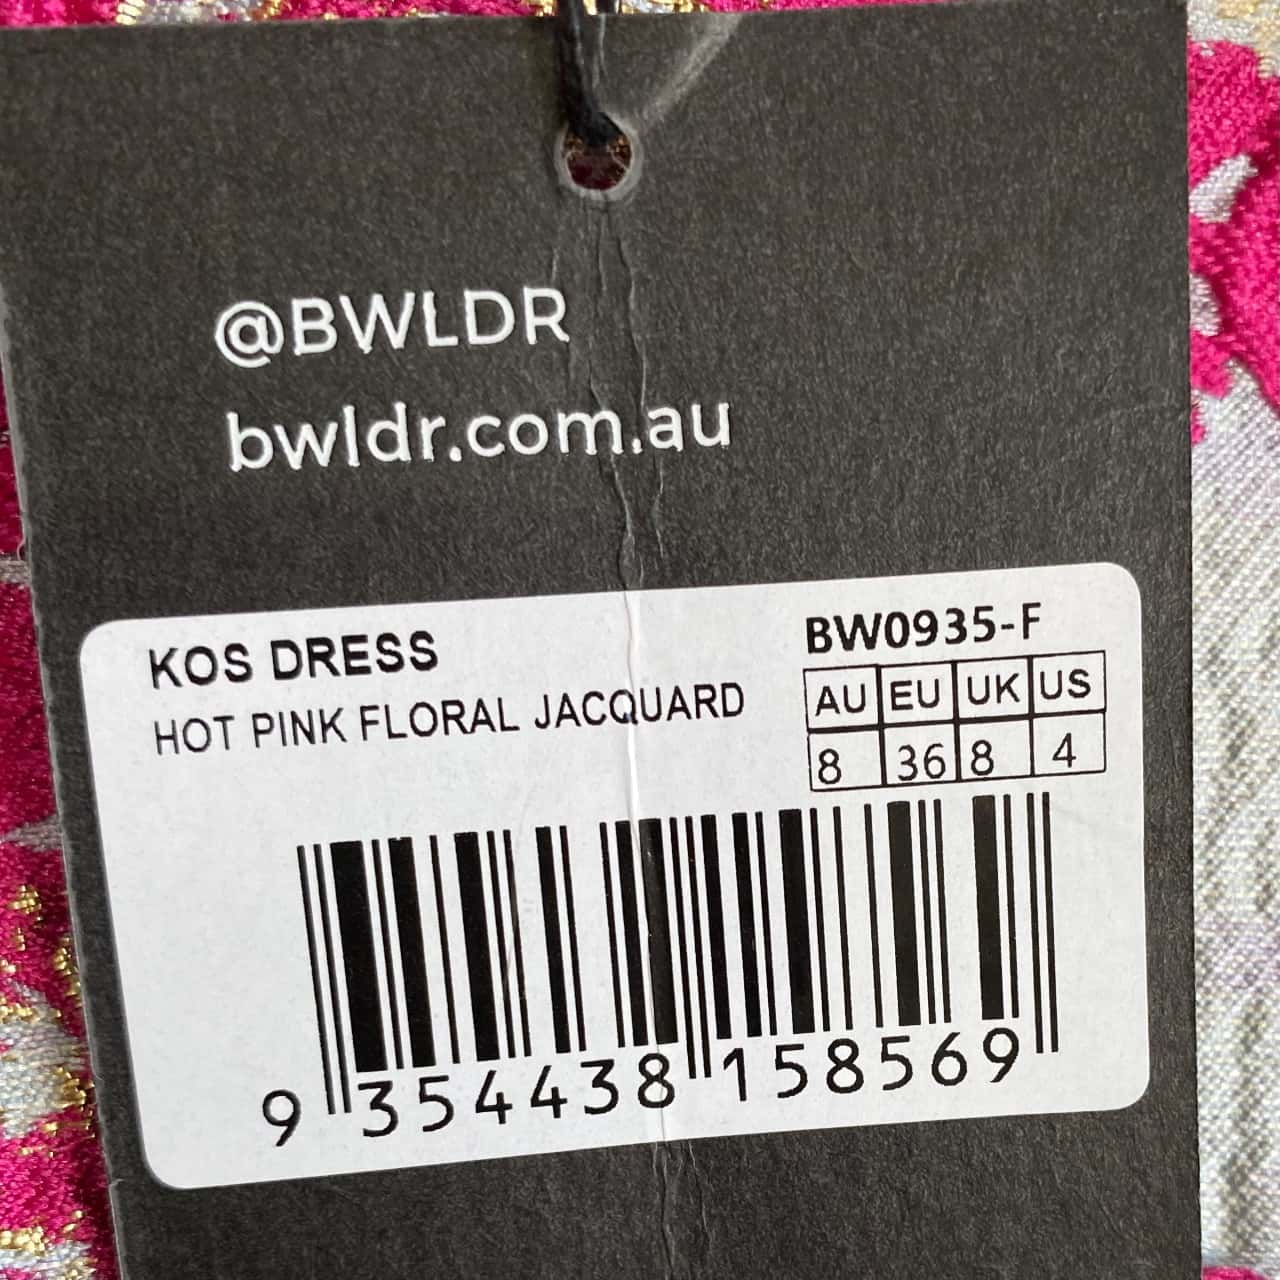 @BWLDR
bwldr.com.au
KOS DRESS
HOT PINK FLORAL JACQUARD
BW0935-F
AU EU UK US
8 36 8 4
9 354438 158569